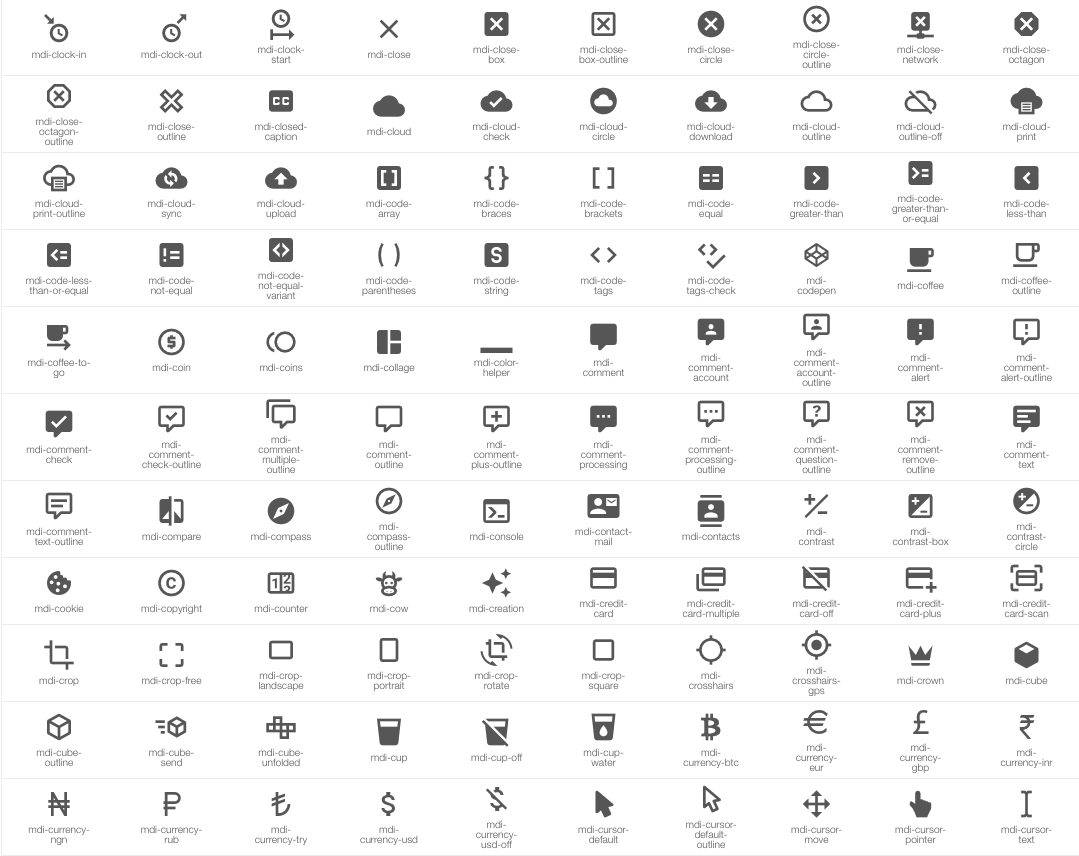 mdi-clock-in
mdi-clock-out
mdi-clock-
start
mdi-close
mdi-close-
box
mdi-close-
box-outline
mdi-close-
circle
mdi-close-
circle-
outline
mdi-close-
network
mdi-close-
octagon
mdi-close-
octagon-
outline
mdi-close-
outline
CC
mdi-closed-
caption
mdi-cloud
mdi-cloud-
check
mdi-cloud-
circle
mdi-cloud-
download
mdi-cloud-
outline
mdi-cloud-
outline-off
mdi-cloud-
print
mdi-cloud-
print-outline
mdi-cloud-
sync
mdi-cloud-
upload
mdi-code-
array
mdi-code-
braces
mdi-code-
brackets
mdi-code-
equal
mdi-code-
greater-than
mdi-code-
greater-than-
or-equal
mdi-code-
less-than
mdi-code-less-
than-or-equal
mdi-code-
not-equal
mdi-code-
not-equal-
variant
mdi-code-
parentheses
S
mdi-code-
string
mdi-code-
tags
mdi-code-
tags-check
mdi-
codepen
mdi-coffee
mdi-coffee-
outline
mdi-coffee-to-
go
mdi-coin
mdi-coins
mdi-collage
mdi-color-
helper
mdi-
comment
mdi-
comment-
account
mdi-
comment-
account-
outline
mdi-
comment-
alert
mdi-
comment-
alert-outline
mdi-comment-
check
mdi-
comment-
check-outline
mdi-
comment-
multiple-
outline
mdi-
comment-
outline
mdi-
comment-
plus-outline
mdi-
comment-
processing
mdi-
comment-
processing-
outline
mdi-
comment-
question-
outline
mdi-
comment-
remove-
outline
mdi-
comment-
text
mdi-comment-
text-outline
mdi-compare
mdi-compass
mdi-
compass-
outline
mdi-console
mdi-contact-
mail
mdi-contacts
mdi-
contrast
mdi-
contrast-box
mdi-
contrast-
circle
mdi-cookie
mdi-copyright
mdi-counter
mdi-cow
mdi-creation
mdi-credit-
card
mdi-credit-
card-multiple
mdi-credit-
card-off
mdi-credit-
card-plus
mdi-credit-
card-scan
mdi-crop
mdi-crop-free
mdi-crop-
landscape
mdi-crop-
portrait
mdi-crop-
rotate
mdi-crop-
square
mdi-
crosshairs
mdi-
crosshairs-
gps
mdi-crown
mdi-cube
mdi-cube-
outline
mdi-cube-
send
mdi-cube-
unfolded
mdi-cup
mdi-cup-off
mdi-cup-
water
mdi-
currency-btc
mdi-
currency-
eur
mdi-
currency-
gbp
mdi-
currency-inr
mdi-currency-
ngn
mdi-currency-
rub
mdi-
currency-try
mdi-
currency-usd
mdi-
currency-
usd-off
mdi-cursor-
default
mdi-cursor-
default-
outline
mdi-cursor-
move
mdi-cursor-
pointer
mdi-cursor-
text